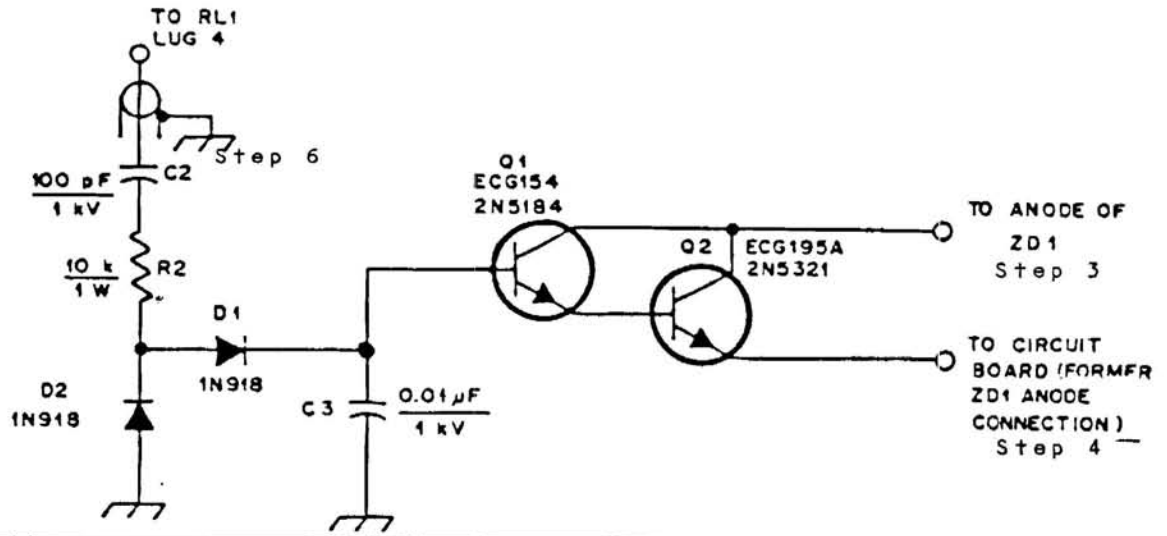 TO RL1
LUG 4
Step 6
C2
100 pF
1 kV
10 k
1 W
R2
D1
1N918
D2
1N918
C3
0.01 µF
1 kV
Q1
ECG154
2N5184
Q2
ECG195A
2N5321
TO ANODE OF
ZD1
Step 3
TO CIRCUIT
BOARD (FORMER
ZD1 ANODE
CONNECTION)
Step 4